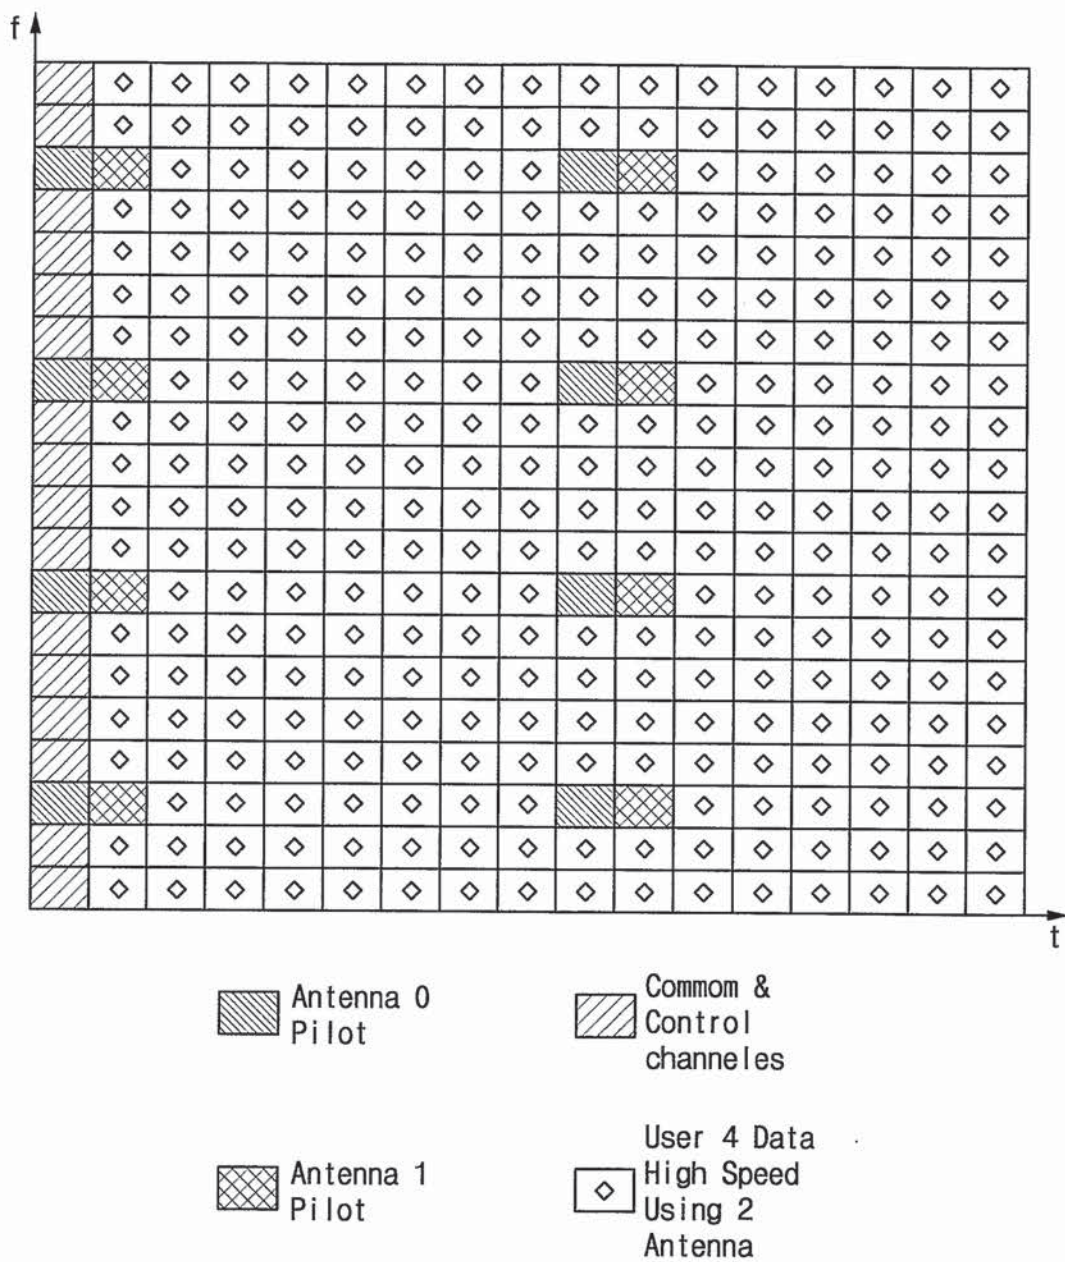 f
t
Antenna 0
Pilot
Commom &
Control
channeles
Antenna 1
Pilot
User 4 Data
High Speed
Using 2
Antenna